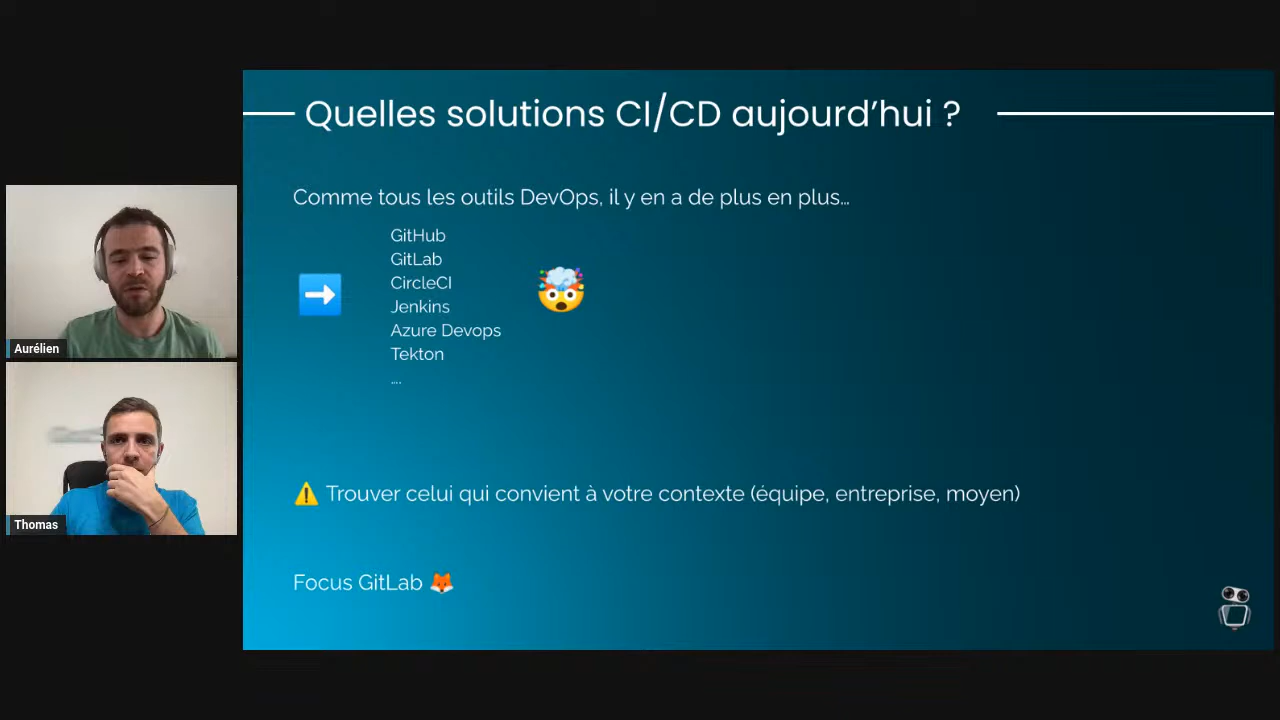 Quelles solutions CI/CD aujourd’hui ?
Comme tous les outils DevOps, il y en a de plus en plus…
GitHub
GitLab
CircleCI
Jenkins
Azure Devops
Tekton
....
⚠️ Trouver celui qui convient à votre contexte (équipe, entreprise, moyen)
Focus GitLab 🦊
Aurélien
Thomas